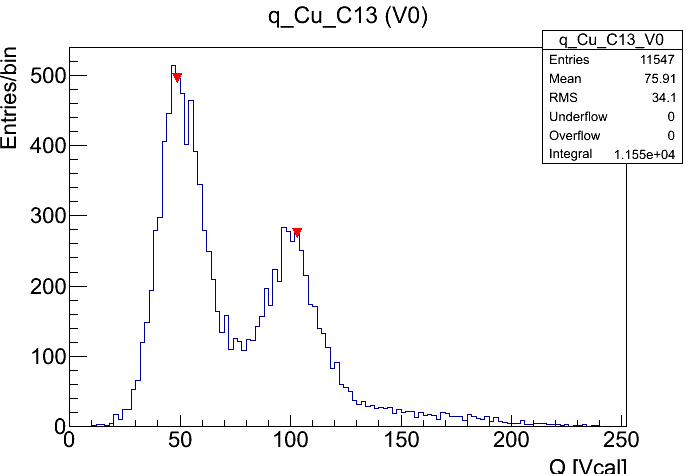 q_Cu_C13 (V0)
q_Cu_C13_V0
Entries 11547
Mean 75.91
RMS 34.1
Underflow 0
Overflow 0
Integral 1.155e+04
Entries/bin
500
400
300
200
100
0
0 50 100 150 200 250
Q [Vcal]